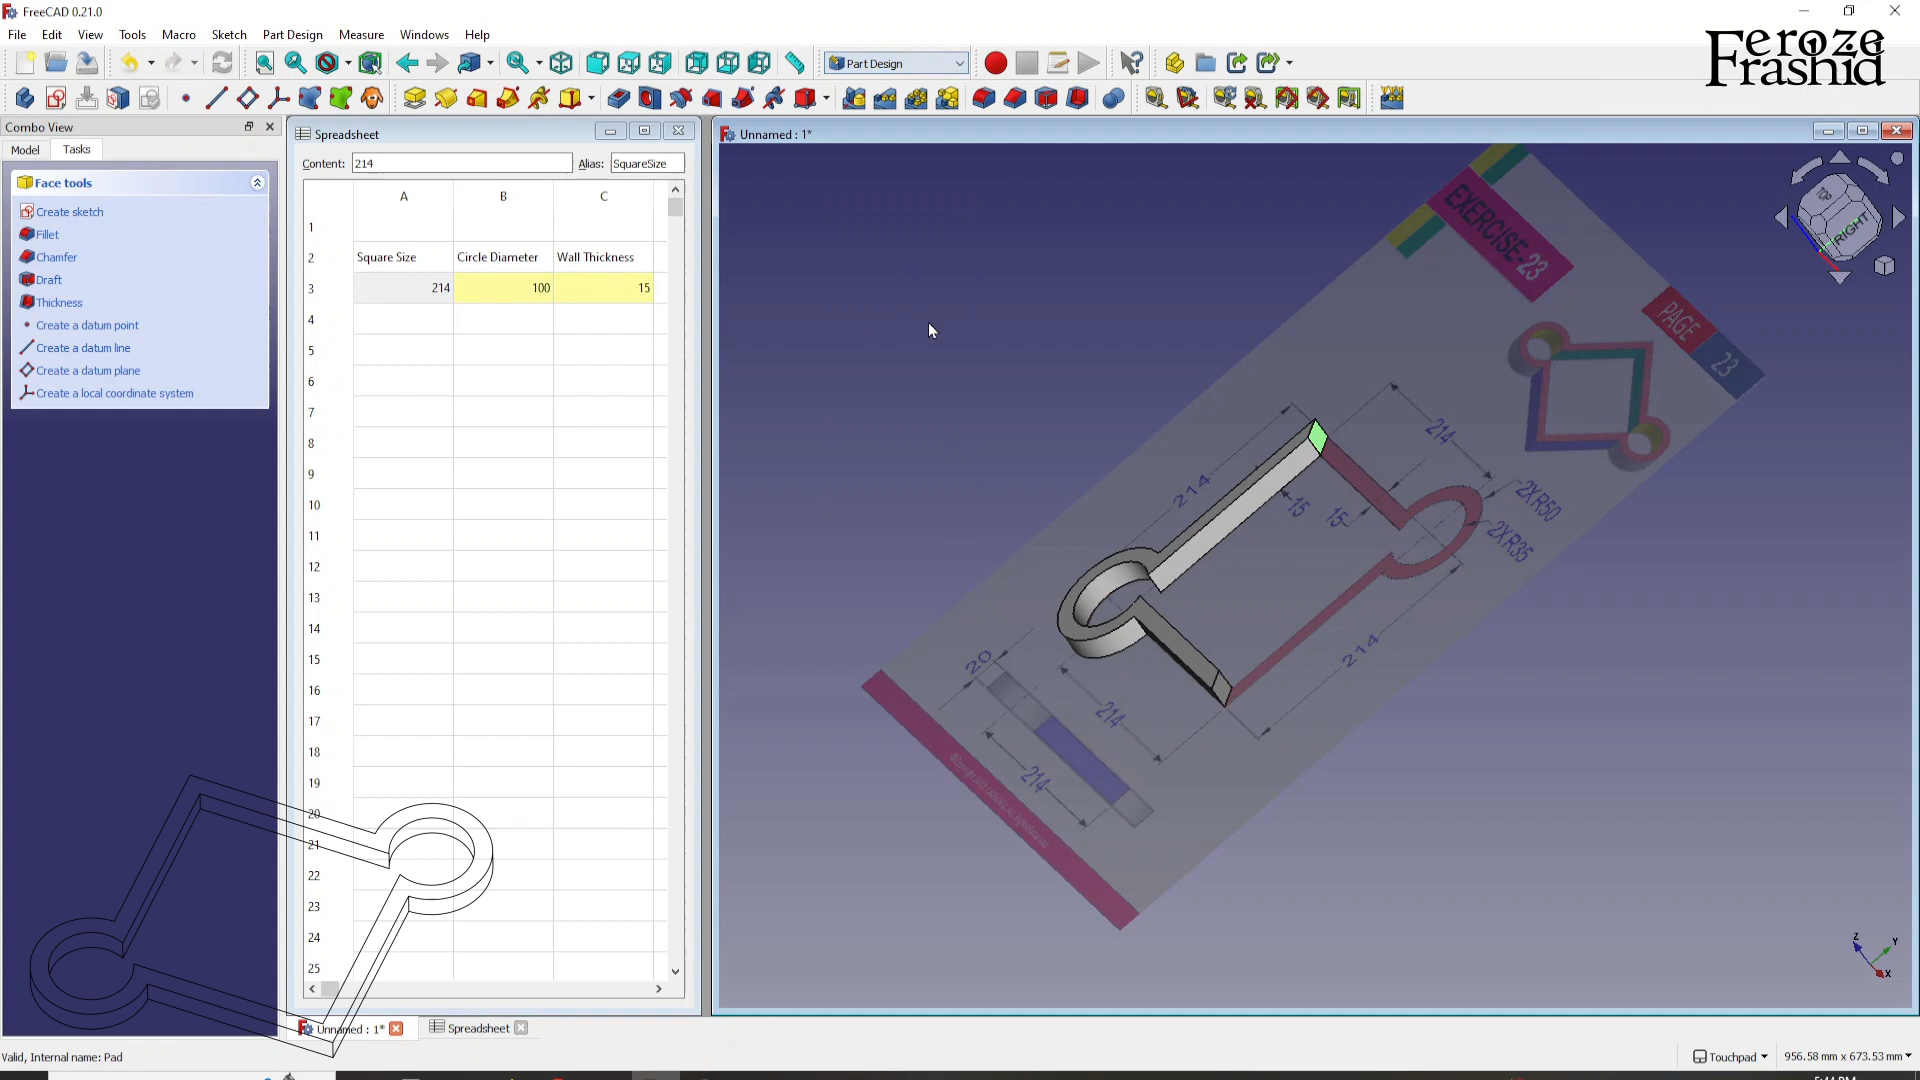 FreeCAD 0.21.0
File Edit View Tools Macro Sketch Part Design Measure Windows Help
Feroze
Frashid
Part Design
Combo View
Model Tasks
Face tools
Create sketch
Fillet
Chamfer
Draft
Thickness
Create a datum point
Create a datum line
Create a datum plane
Create a local coordinate system
Spreadsheet
Content: 214 Alias: SquareSize
A B C
1
2 Square Size Circle Diameter Wall Thickness
3 214 100 15
4
5
6
7
8
9
10
11
12
13
14
15
16
17
18
19
20
21
22
23
24
25
Unnamed : 1*
TOP
RIGHT
EXERCISE-23
PAGE 23
214
214
15
15
2XR50
2XR35
214
20
214
214
Z
Y
X
Unnamed : 1* Spreadsheet
Valid, Internal name: Pad
Touchpad 956.58 mm x 673.53 mm